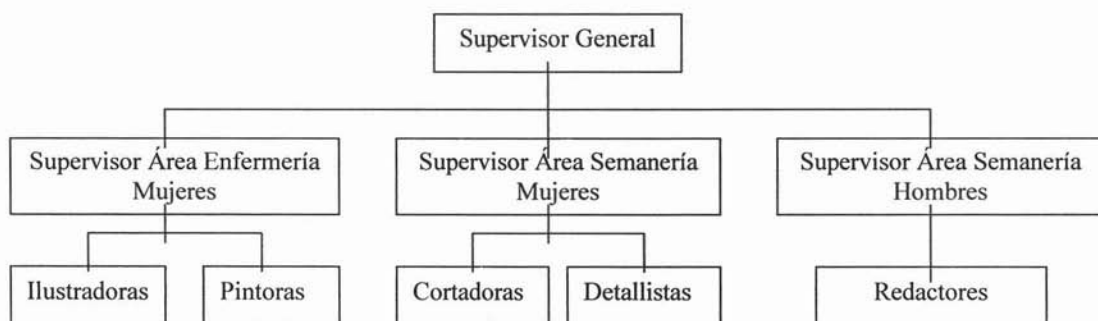 Supervisor General
Supervisor Área Enfermería
Mujeres
Supervisor Área Semanería
Mujeres
Supervisor Área Semanería
Hombres
Ilustradoras
Pintoras
Cortadoras
Detallistas
Redactores